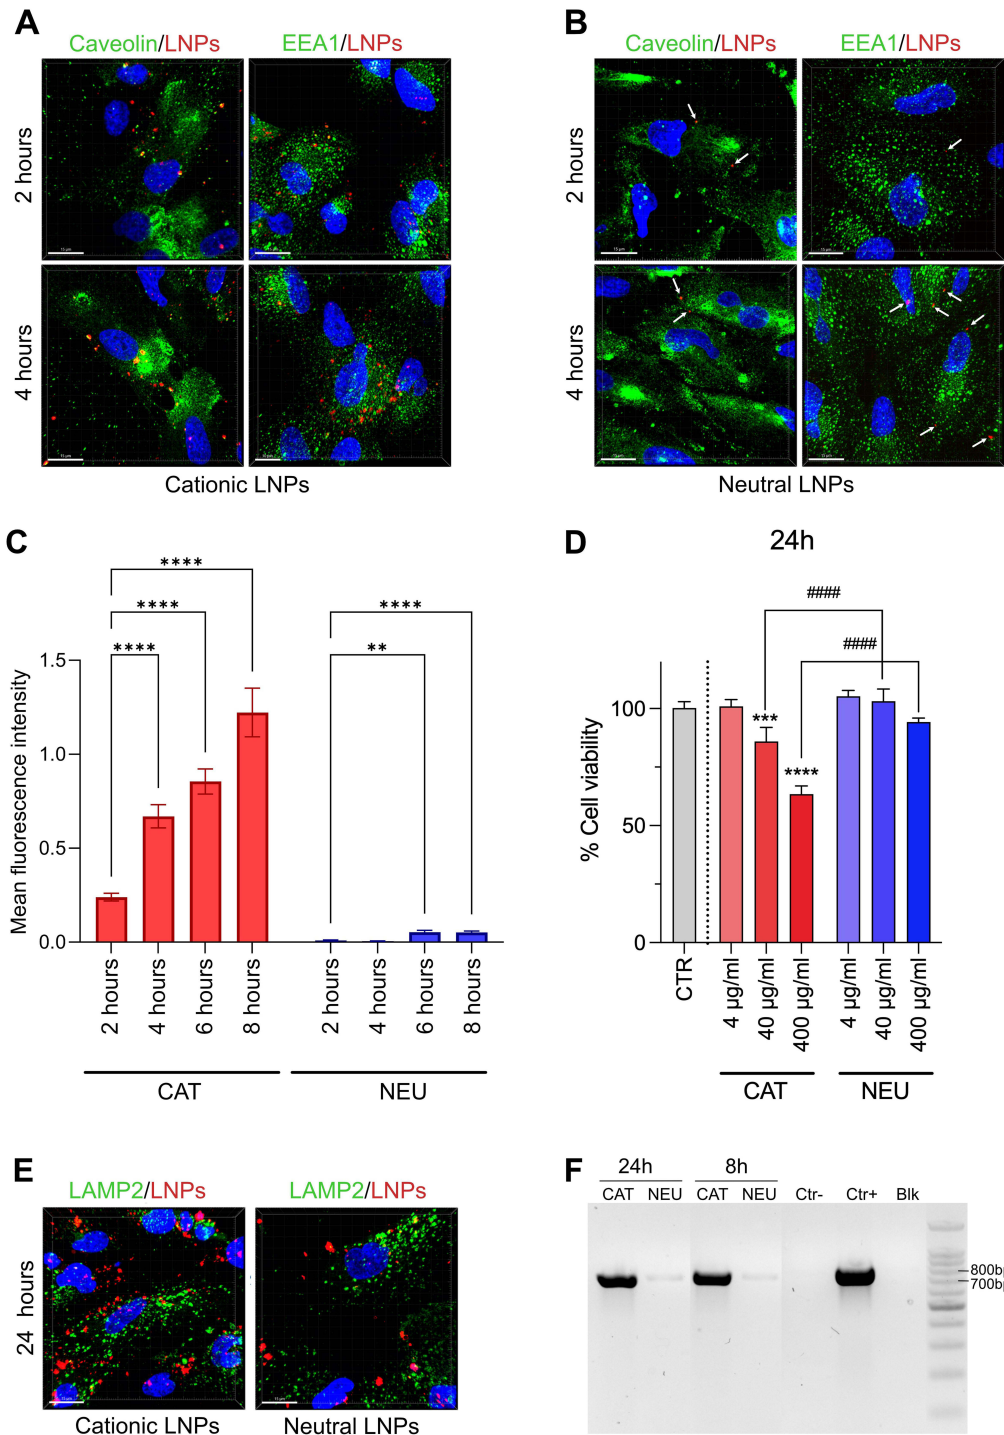 A
B
Caveolin/LNPs
EEA1/LNPs
Caveolin/LNPs
EEA1/LNPs
2 hours
2 hours
4 hours
4 hours
Cationic LNPs
Neutral LNPs
C
D
24h
****
****
****
****
**
####
####
***
****
Mean fluorescence intensity
1.5
1.0
0.5
0.0
2 hours
4 hours
6 hours
8 hours
2 hours
4 hours
6 hours
8 hours
CAT
NEU
% Cell viability
100
50
0
CTR
4 µg/ml
40 µg/ml
400 µg/ml
4 µg/ml
40 µg/ml
400 µg/ml
CAT
NEU
E
F
LAMP2/LNPs
LAMP2/LNPs
24 hours
Cationic LNPs
Neutral LNPs
24h
8h
CAT NEU CAT NEU Ctr- Ctr+ Blk
800b
700b